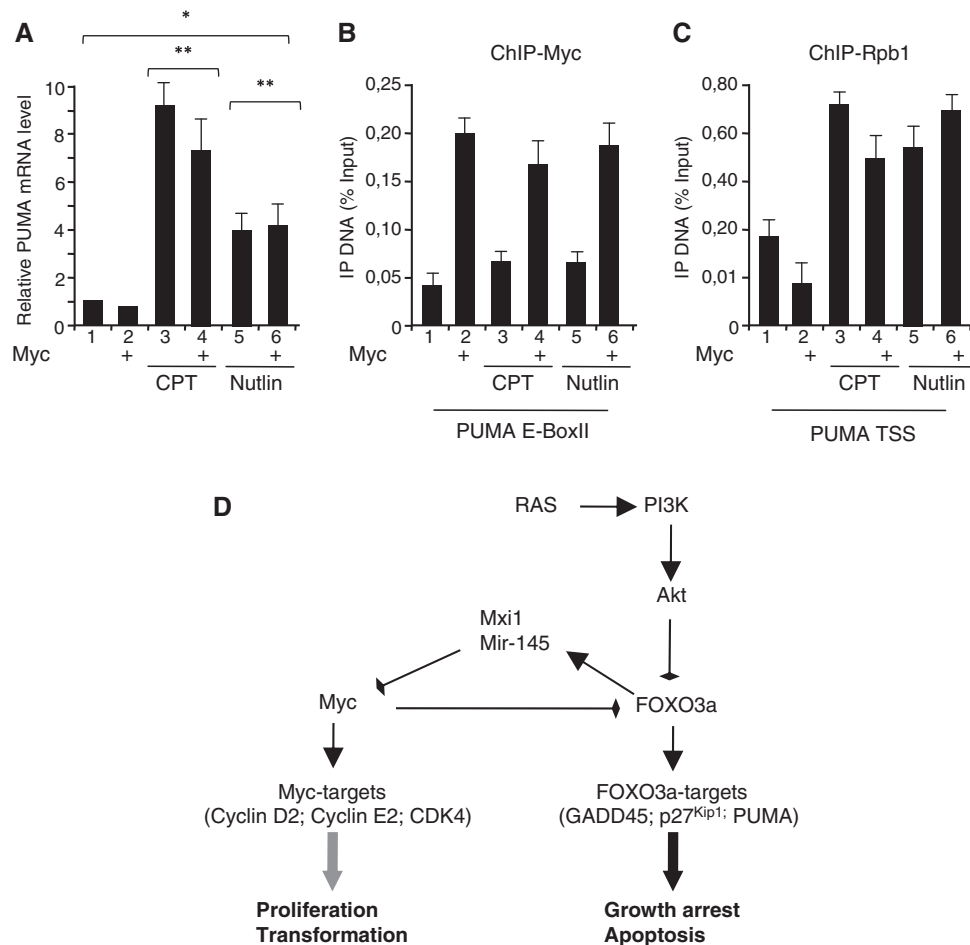 A
*
**
**
Relative PUMA mRNA level
10
8
6
4
2
0
1 2 3 4 5 6
Myc + + +
CPT Nutlin
B
ChIP-Myc
IP DNA (% Input)
0,25
0,20
0,15
0,10
0,05
0
1 2 3 4 5 6
Myc + + +
CPT Nutlin
PUMA E-BoxII
C
ChIP-Rpb1
IP DNA (% Input)
0,80
0,60
0,40
0,20
0,01
0
1 2 3 4 5 6
Myc + + +
CPT Nutlin
PUMA TSS
D
RAS PI3K
Akt
Mxi1
Mir-145
Myc FOXO3a
Myc-targets
(Cyclin D2; Cyclin E2; CDK4)
FOXO3a-targets
(GADD45; p27Kip1; PUMA)
Proliferation
Transformation
Growth arrest
Apoptosis